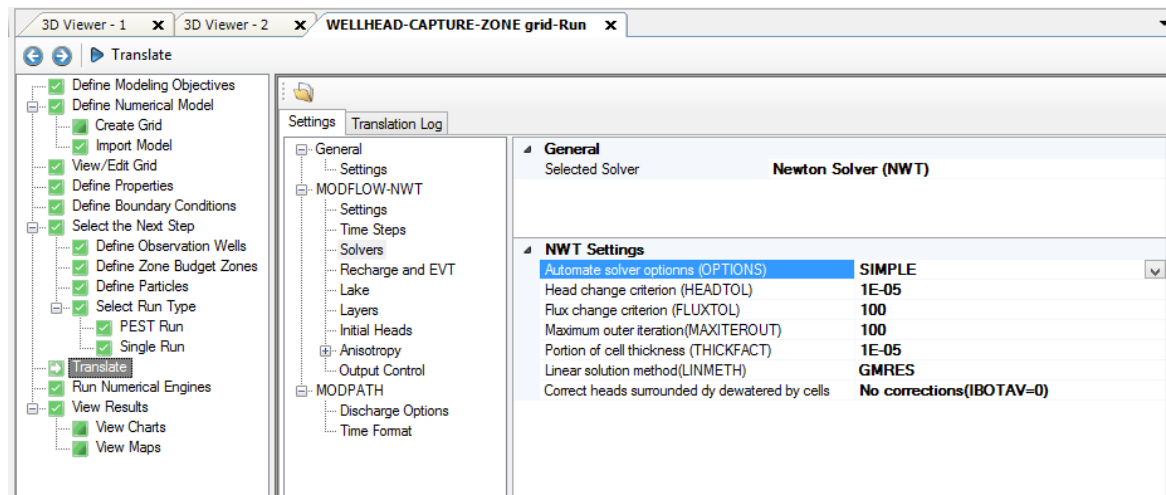 3D Viewer - 1 x 3D Viewer - 2 x WELLHEAD-CAPTURE-ZONE grid-Run x
Translate
Define Modeling Objectives
Define Numerical Model
Create Grid
Import Model
View/Edit Grid
Define Properties
Define Boundary Conditions
Select the Next Step
Define Observation Wells
Define Zone Budget Zones
Define Particles
Select Run Type
PEST Run
Single Run
Translate
Run Numerical Engines
View Results
View Charts
View Maps
Settings Translation Log
General
Settings
MODFLOW-NWT
Settings
Time Steps
Solvers
Recharge and EVT
Lake
Layers
Initial Heads
Anisotropy
Output Control
MODPATH
Discharge Options
Time Format
General
Selected Solver Newton Solver (NWT)
NWT Settings
Automate solver optionns (OPTIONS) SIMPLE
Head change criterion (HEADTOL) 1E-05
Flux change criterion (FLUXTOL) 100
Maximum outer iteration(MAXITEROUT) 100
Portion of cell thickness (THICKFACT) 1E-05
Linear solution method(LINMETH) GMRES
Correct heads surrounded dy dewatered by cells No corrections(IBOTAV=0)